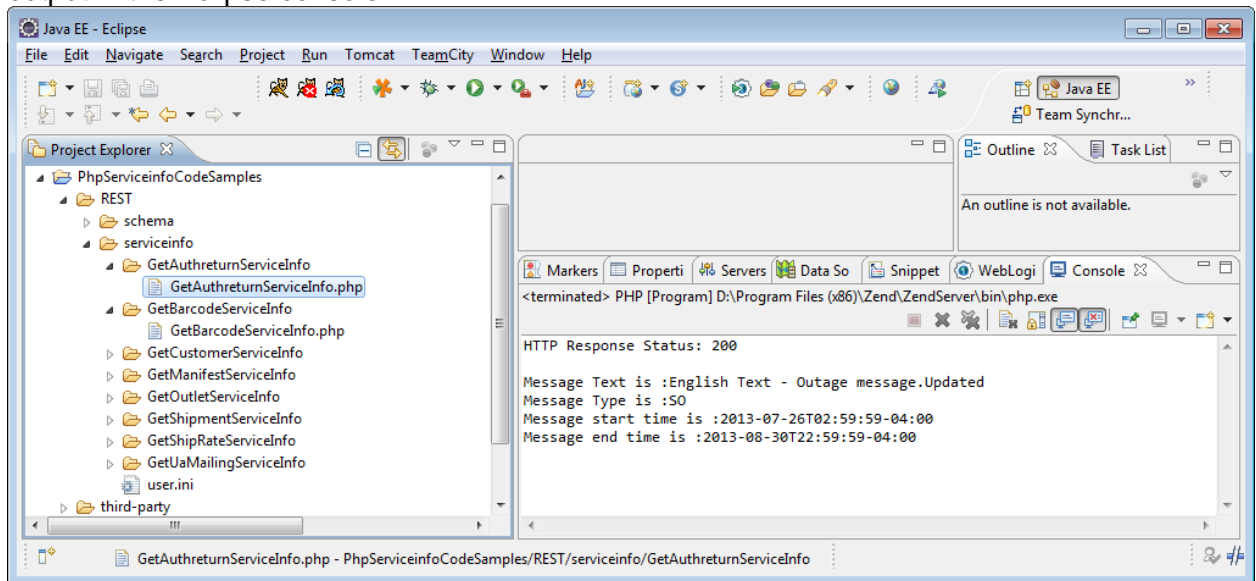 Java EE - Eclipse
File Edit Navigate Search Project Run Tomcat TeamCity Window Help
Java EE
Team Synchr...
Project Explorer
PhpServiceinfoCodeSamples
REST
schema
serviceinfo
GetAuthreturnServiceInfo
GetAuthreturnServiceInfo.php
GetBarcodeServiceInfo
GetBarcodeServiceInfo.php
GetCustomerServiceInfo
GetManifestServiceInfo
GetOutletServiceInfo
GetShipmentServiceInfo
GetShipRateServiceInfo
GetUaMailingServiceInfo
user.ini
third-party
Outline Task List
An outline is not available.
Markers Properti Servers Data So Snippet WebLogi Console
<terminated> PHP [Program] D:\Program Files (x86)\Zend\ZendServer\bin\php.exe
HTTP Response Status: 200
Message Text is :English Text - Outage message.Updated
Message Type is :SO
Message start time is :2013-07-26T02:59:59-04:00
Message end time is :2013-08-30T22:59:59-04:00
GetAuthreturnServiceInfo.php - PhpServiceinfoCodeSamples/REST/serviceinfo/GetAuthreturnServiceInfo